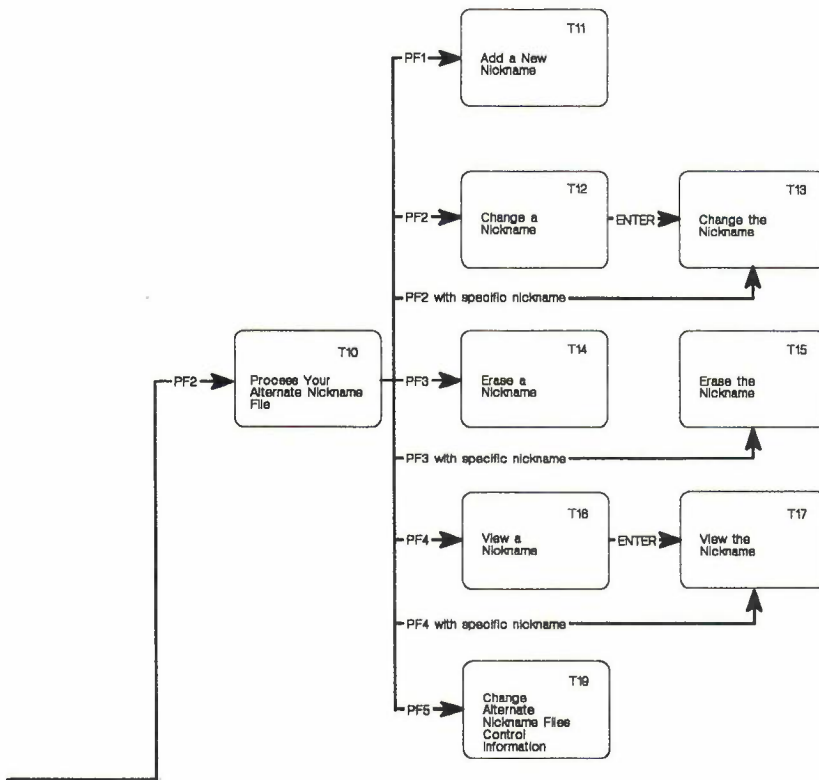 T11
PF1
Add a New
Nickname
T12
T13
PF2
Change a
Nickname
ENTER
Change the
Nickname
PF2 with specific nickname
T10
T14
T15
PF2
Process Your
Alternate Nickname
File
PF3
Erase a
Nickname
Erase the
Nickname
PF3 with specific nickname
T16
T17
PF4
View a
Nickname
ENTER
View the
Nickname
PF4 with specific nickname
T19
PF5
Change
Alternate
Nickname Files
Control
Information